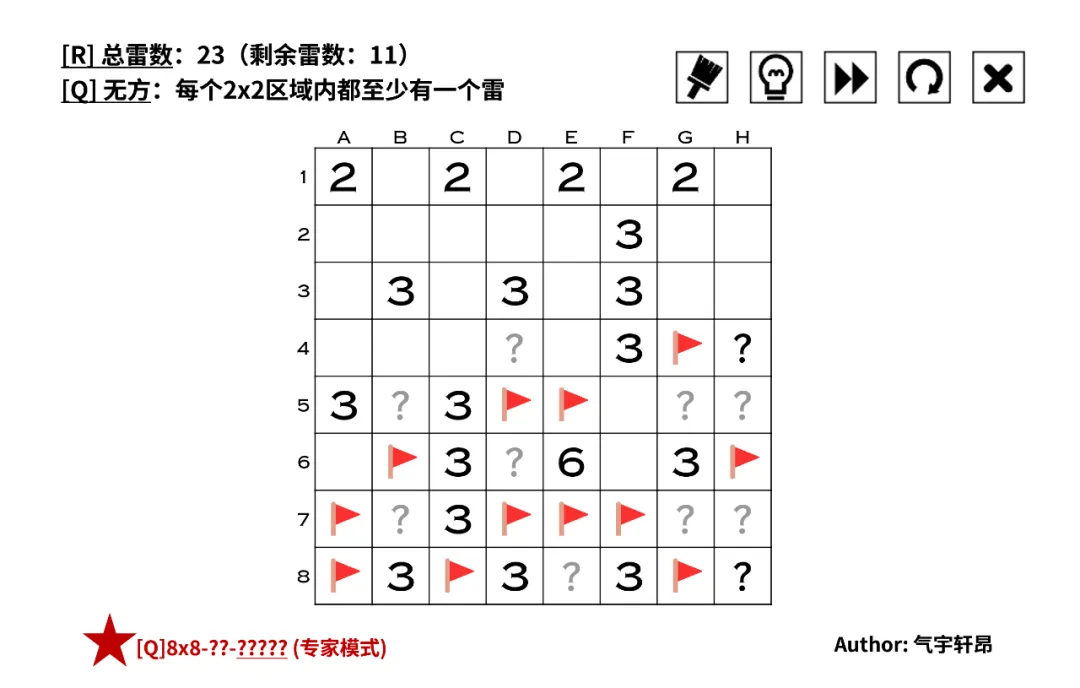 [R] 总雷数：23（剩余雷数：11）
[Q] 无方：每个2x2区域内都至少有一个雷
A B C D E F G H
1 2 2 2 2
2 3
3 3 3 3
4 ? 3 ?
5 3 ? 3 ? ?
6 3 ? 6 3
7 ? 3 ? ?
8 3 3 ? 3 ?
[Q]8x8-??-????? (专家模式)
Author: 气宇轩昂